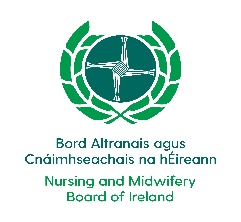 Bord Altranais agus
Cnáimhseachais na hÉireann
Nursing and Midwifery
Board of Ireland